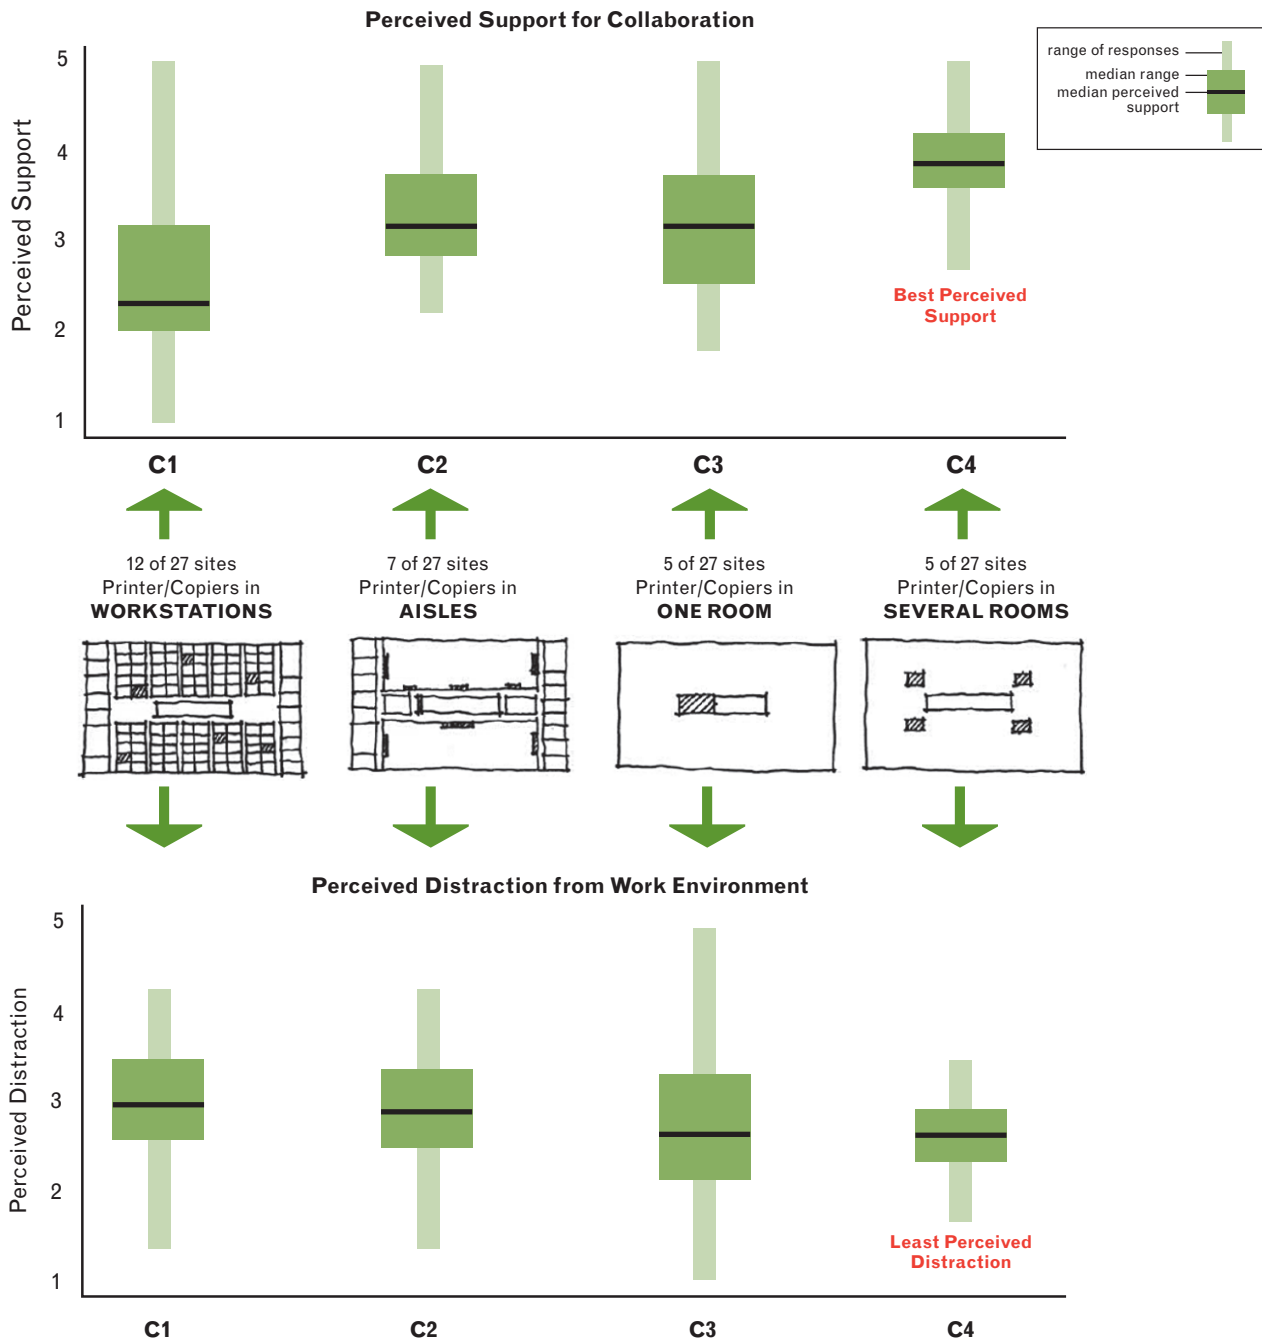 Perceived Support for Collaboration
range of responses
median range
median perceived
support
Perceived Support
5
4
3
2
1
Best Perceived
Support
C1
C2
C3
C4
12 of 27 sites
Printer/Copiers in
WORKSTATIONS
7 of 27 sites
Printer/Copiers in
AISLES
5 of 27 sites
Printer/Copiers in
ONE ROOM
5 of 27 sites
Printer/Copiers in
SEVERAL ROOMS
Perceived Distraction from Work Environment
Perceived Distraction
5
4
3
2
1
Least Perceived
Distraction
C1
C2
C3
C4